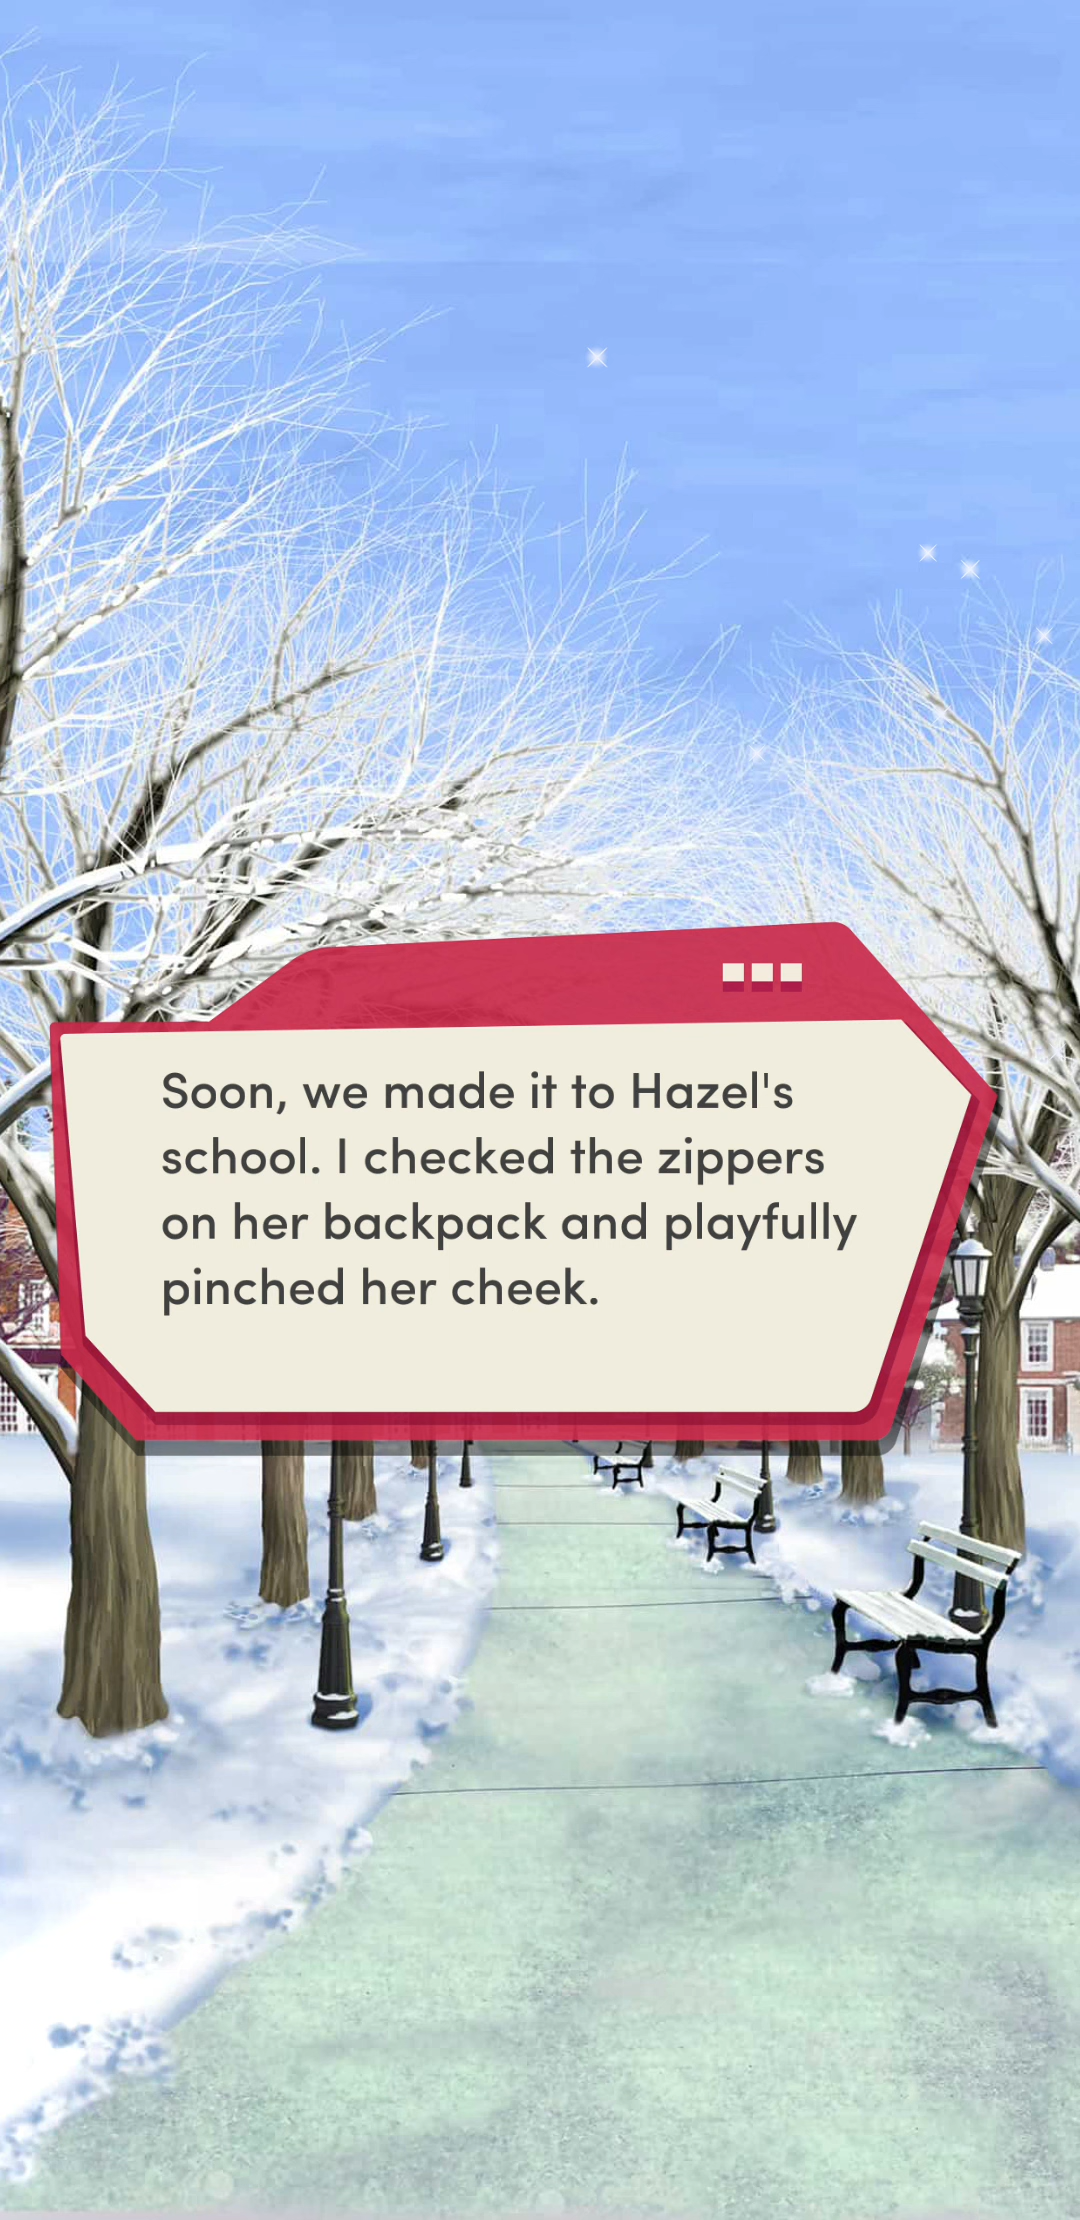 Soon, we made it to Hazel's
school. I checked the zippers
on her backpack and playfully
pinched her cheek.